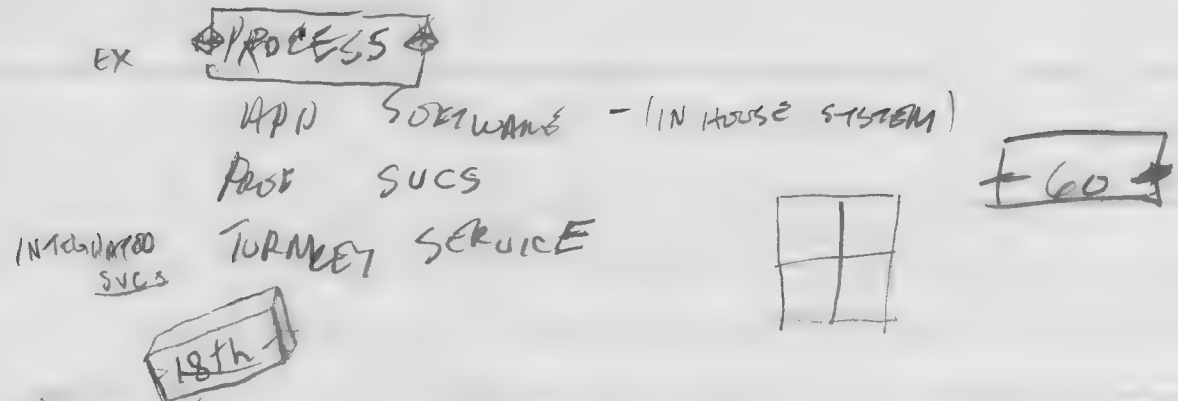 EX PROCESS
APP SOFTWARE - (IN HOUSE SYSTEM)
60
PROF SVCS
INTEGRATED TURNKEY SERVICE
SVCS
18th